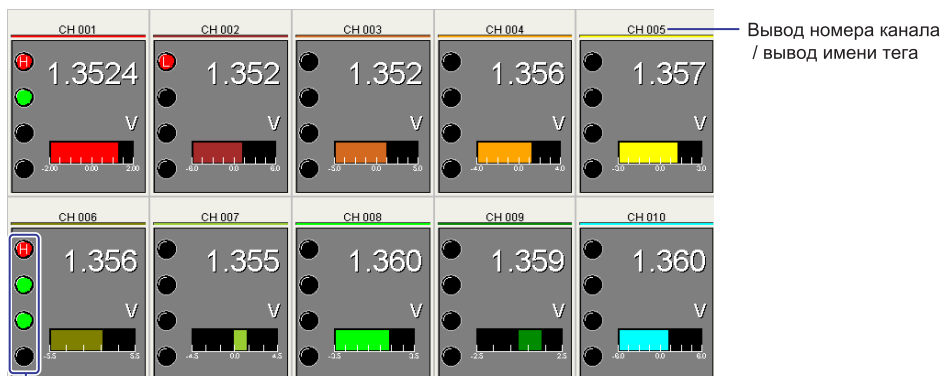 CH 001 CH 002 CH 003 CH 004 CH 005 Вывод номера канала
/ вывод имени тега
H L
1.3524 1.352 1.352 1.356 1.357
V V V V V
-2.00 0.00 2.00 -6.0 0.0 6.0 -5.0 0.0 5.0 -4.0 0.0 4.0 -3.0 0.0 3.0
CH 006 CH 007 CH 008 CH 009 CH 010
H
1.356 1.355 1.360 1.359 1.360
V V V V V
-5.5 5.5 -4.5 0.0 4.5 -3.5 3.5 -2.5 2.5 -6.0 0.0 6.0